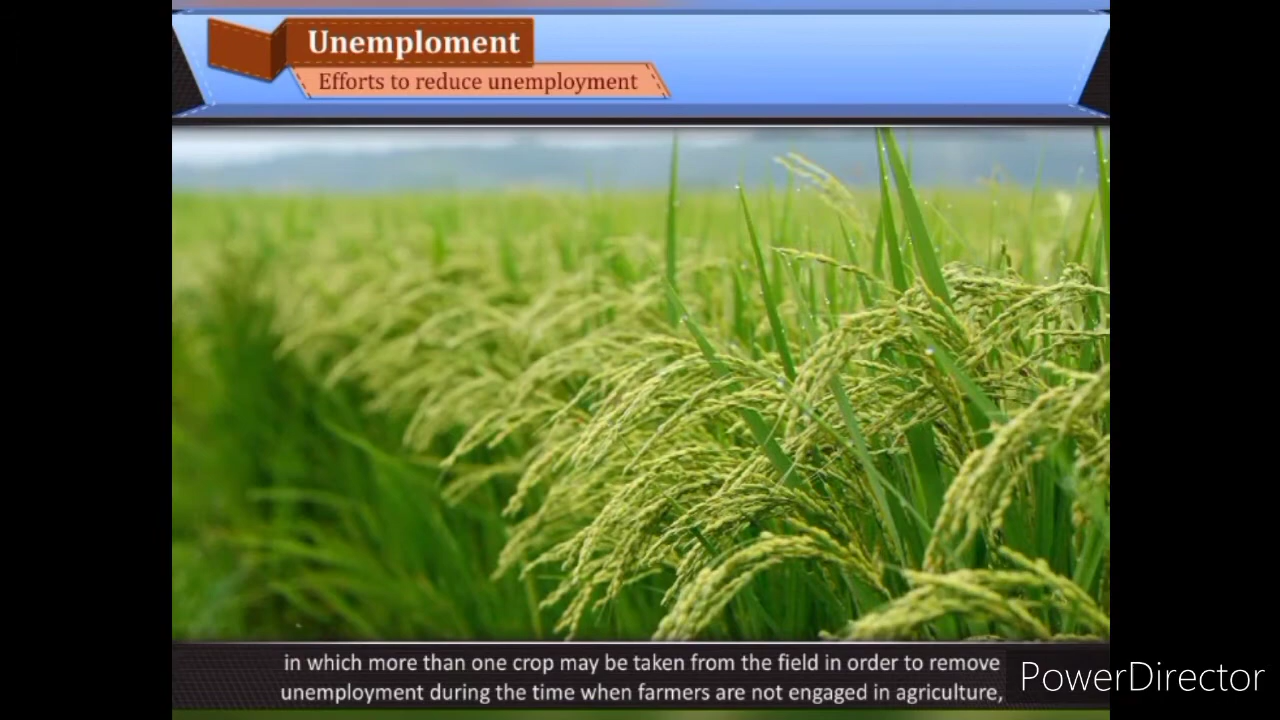 Unemploment
Efforts to reduce unemployment
in which more than one crop may be taken from the field in order to remove
unemployment during the time when farmers are not engaged in agriculture,
PowerDirector